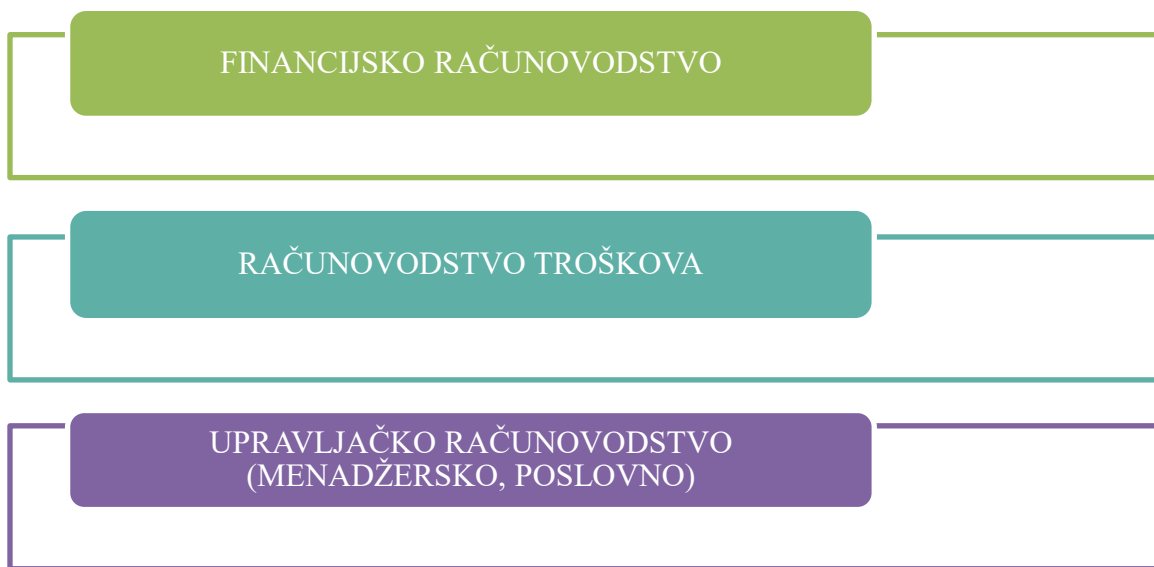 FINANCIJSKO RAČUNOVODSTVO
RAČUNOVODSTVO TROŠKOVA
UPRAVLJAČKO RAČUNOVODSTVO
(MENADŽERSKO, POSLOVNO)